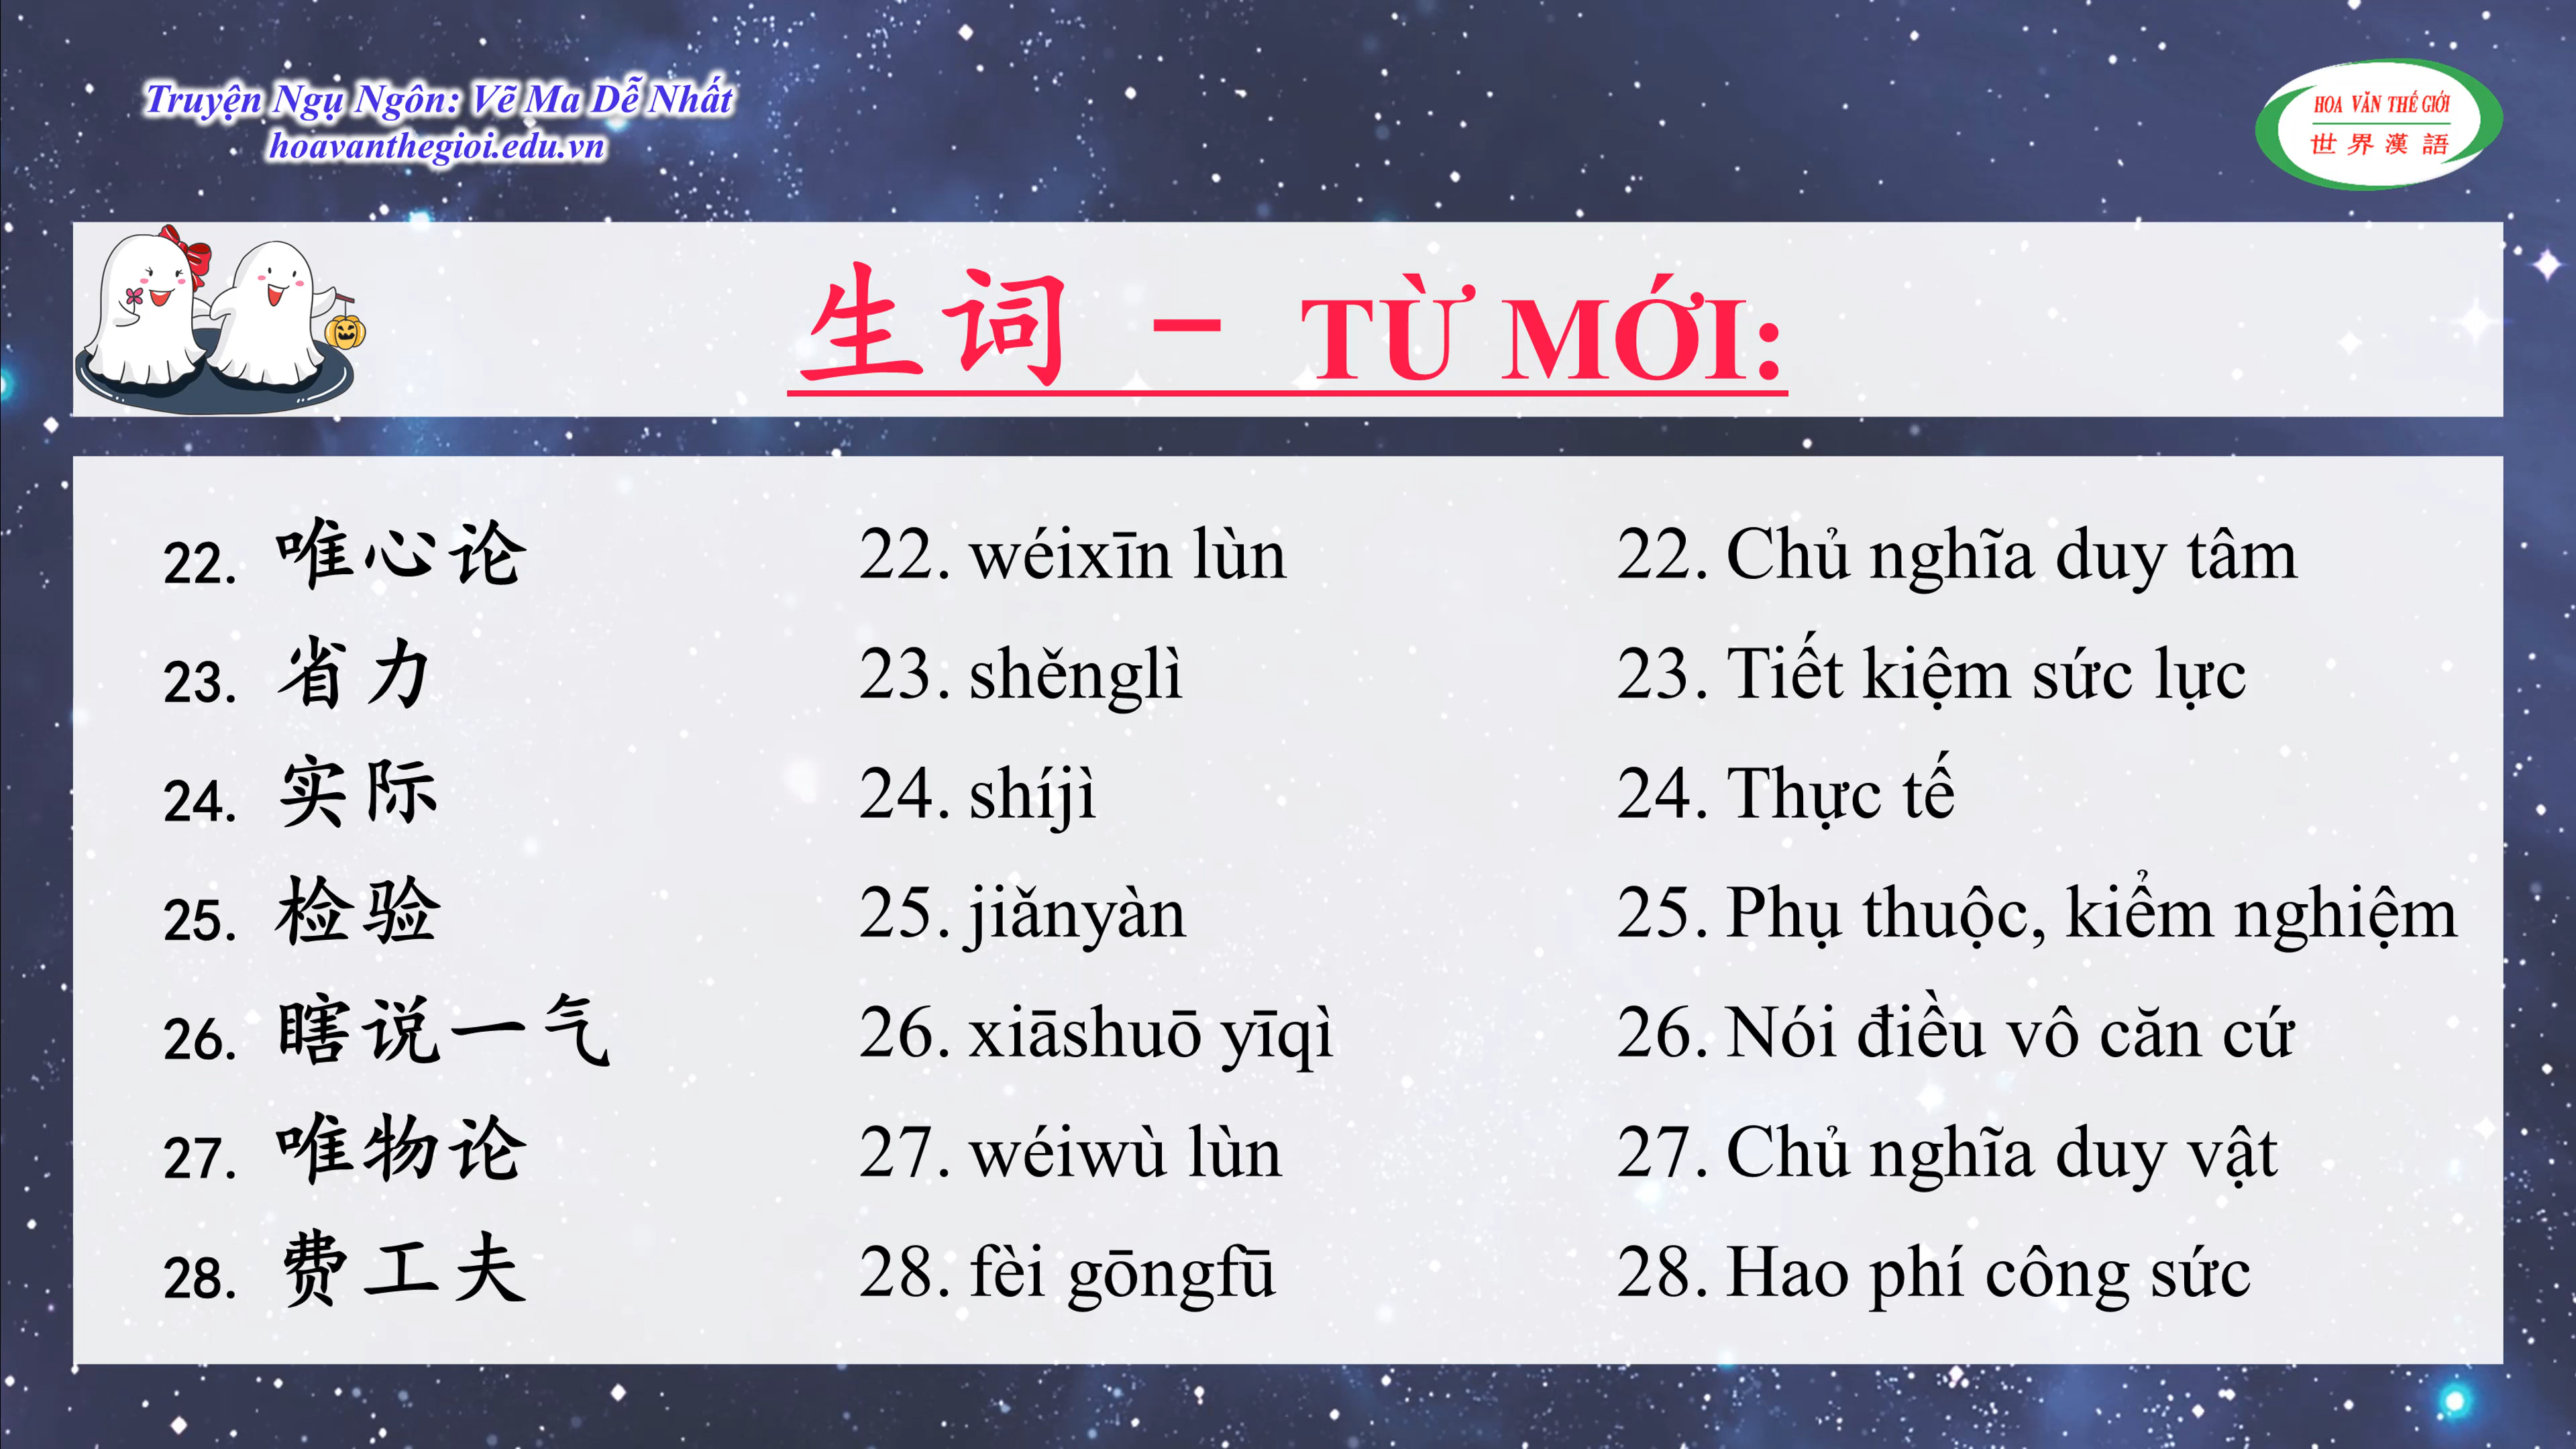 Truyện Ngụ Ngôn: Vẽ Ma Dễ Nhất
hoavanthegioi.edu.vn
HOA VĂN THẾ GIỚI
世界漢語
生词 - TỪ MỚI:
22. 唯心论 22. wéixīn lùn 22. Chủ nghĩa duy tâm
23. 省力 23. shěnglì 23. Tiết kiệm sức lực
24. 实际 24. shíjì 24. Thực tế
25. 检验 25. jiǎnyàn 25. Phụ thuộc, kiểm nghiệm
26. 瞎说一气 26. xiāshuō yīqì 26. Nói điều vô căn cứ
27. 唯物论 27. wéiwù lùn 27. Chủ nghĩa duy vật
28. 费工夫 28. fèi gōngfū 28. Hao phí công sức